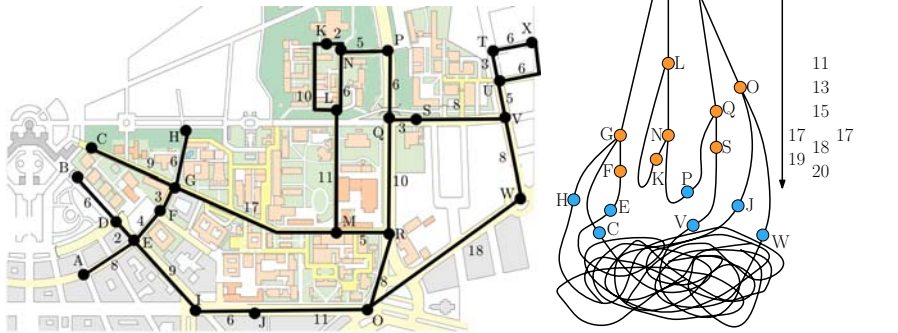 K 2 5 P
N
6 X
T
3 6
U
10 L 6
6
8
5
Q 3 S V
H
C
9 6
B
G
6 3
F
D 4
2 E
A 8
9
17
11
M
5 R
10
8
W
18
8
I
6 J 11 O
L
O
Q
G N S
F K
H E P J
C V W
11
13
15
17 17
18
19 20